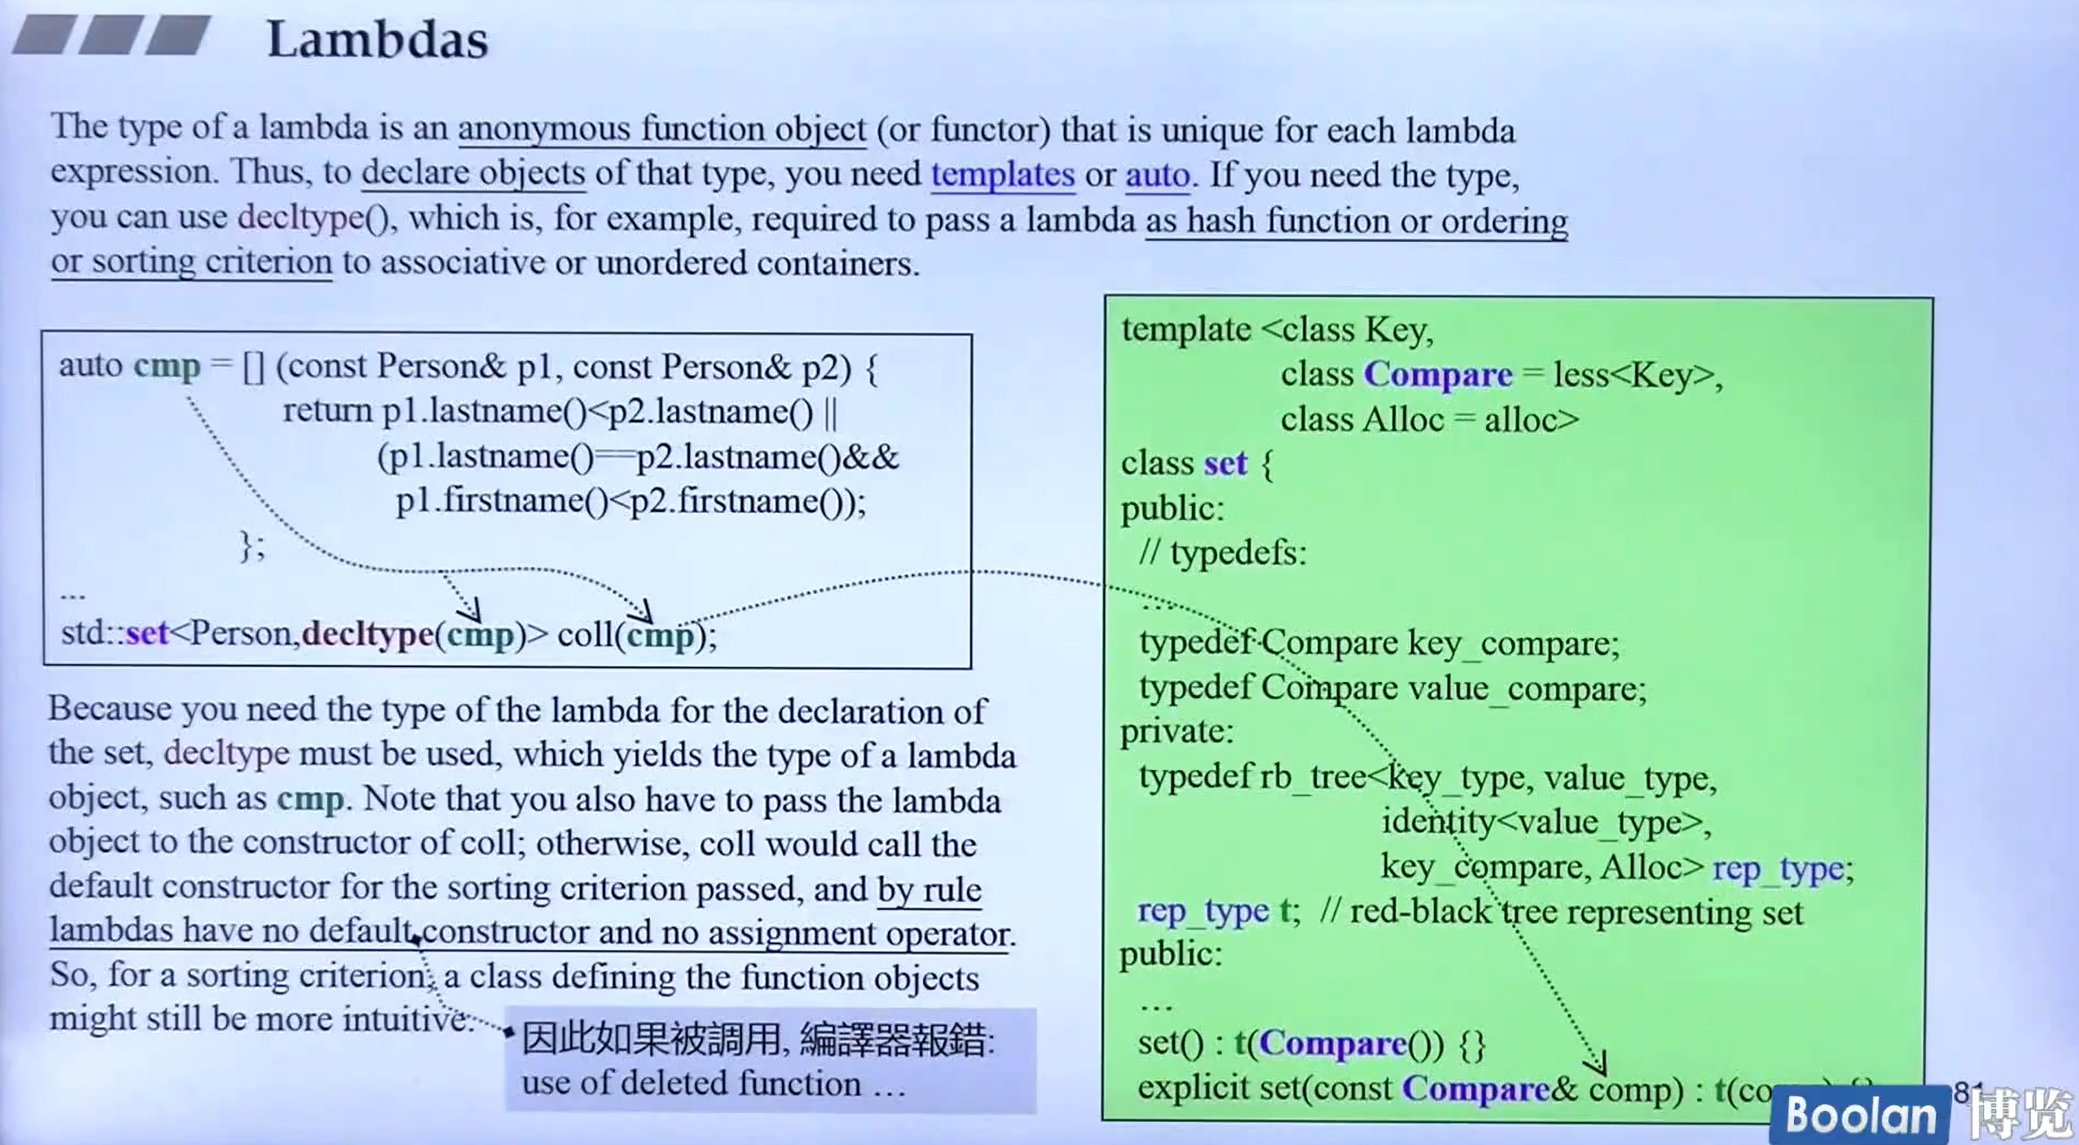 Lambdas
The type of a lambda is an anonymous function object (or functor) that is unique for each lambda
expression. Thus, to declare objects of that type, you need templates or auto. If you need the type,
you can use decltype(), which is, for example, required to pass a lambda as hash function or ordering
or sorting criterion to associative or unordered containers.
auto cmp = [] (const Person& p1, const Person& p2) {
return p1.lastname()<p2.lastname() ||
(p1.lastname()==p2.lastname()&&
p1.firstname()<p2.firstname());
};
...
std::set<Person,decltype(cmp)> coll(cmp);
Because you need the type of the lambda for the declaration of
the set, decltype must be used, which yields the type of a lambda
object, such as cmp. Note that you also have to pass the lambda
object to the constructor of coll; otherwise, coll would call the
default constructor for the sorting criterion passed, and by rule
lambdas have no default constructor and no assignment operator.
So, for a sorting criterion, a class defining the function objects
might still be more intuitive.
因此如果被調用, 編譯器報錯:
use of deleted function ...
template <class Key,
class Compare = less<Key>,
class Alloc = alloc>
class set {
public:
// typedefs:
...
typedef Compare key_compare;
typedef Compare value_compare;
private:
typedef rb_tree<key_type, value_type,
identity<value_type>,
key_compare, Alloc> rep_type;
rep_type t; // red-black tree representing set
public:
...
set() : t(Compare()) {}
explicit set(const Compare& comp) : t(co
81
Boolan 博览